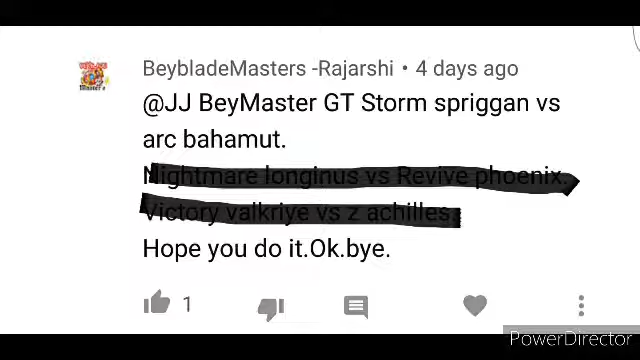 BeybladeMasters -Rajarshi • 4 days ago
@JJ BeyMaster GT Storm spriggan vs
arc bahamut.
Nightmare longinus vs Revive phoenix.
Victory valkriye vs z achilles.
Hope you do it.Ok.bye.
1
PowerDirector